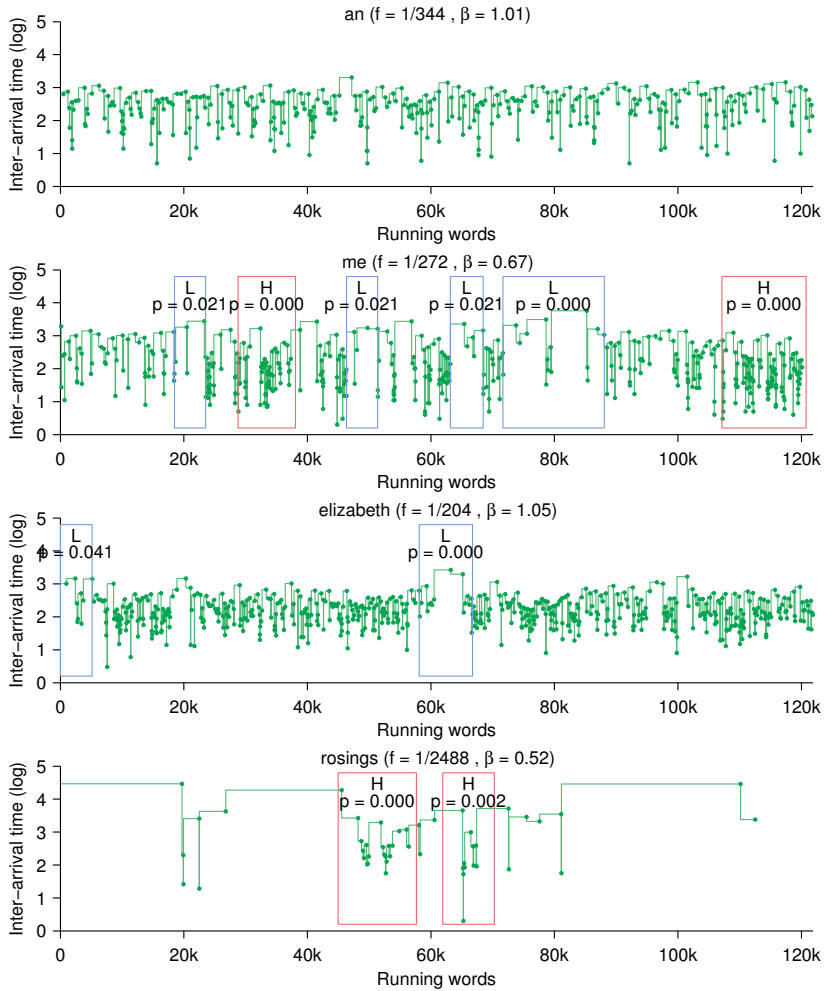 an (f = 1/344 , β = 1.01)
Inter-arrival time (log)
5
4
3
2
1
0
0 20k 40k 60k 80k 100k 120k
Running words
me (f = 1/272 , β = 0.67)
Inter-arrival time (log)
5
4
3
2
1
0
L H L L L H
p = 0.021 p = 0.000 p = 0.021 p = 0.021 p = 0.000 p = 0.000
0 20k 40k 60k 80k 100k 120k
Running words
elizabeth (f = 1/204 , β = 1.05)
Inter-arrival time (log)
5
4
3
2
1
0
L L
p = 0.041 p = 0.000
0 20k 40k 60k 80k 100k 120k
Running words
rosings (f = 1/2488 , β = 0.52)
Inter-arrival time (log)
5
4
3
2
1
0
H H
p = 0.000 p = 0.002
0 20k 40k 60k 80k 100k 120k
Running words